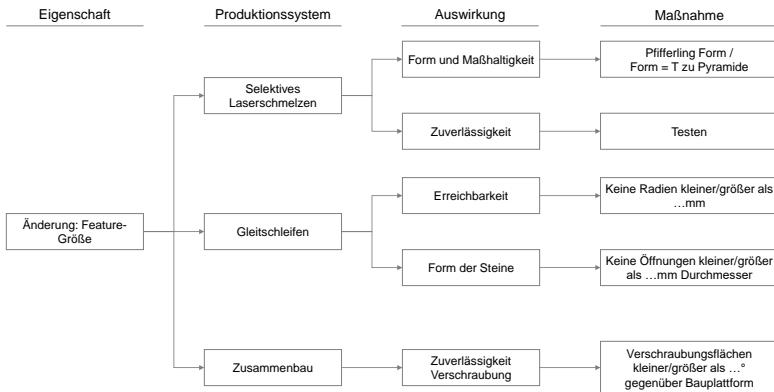 Eigenschaft
Produktionssystem
Auswirkung
Maßnahme
Änderung: Feature-
Größe
Selektives
Laserschmelzen
Form und Maßhaltigkeit
Pfifferling Form /
Form = T zu Pyramide
Zuverlässigkeit
Testen
Gleitschleifen
Erreichbarkeit
Keine Radien kleiner/größer als
…mm
Form der Steine
Keine Öffnungen kleiner/größer
als …mm Durchmesser
Zusammenbau
Zuverlässigkeit
Verschraubung
Verschraubungsflächen
kleiner/größer als …°
gegenüber Bauplattform